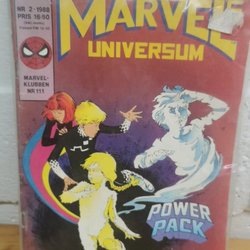 NR 2-1988
PRIS 16:50
MARVEL
UNIVERSUM
MARVEL-
KLUBBEN
NR 111
POWER
PACK